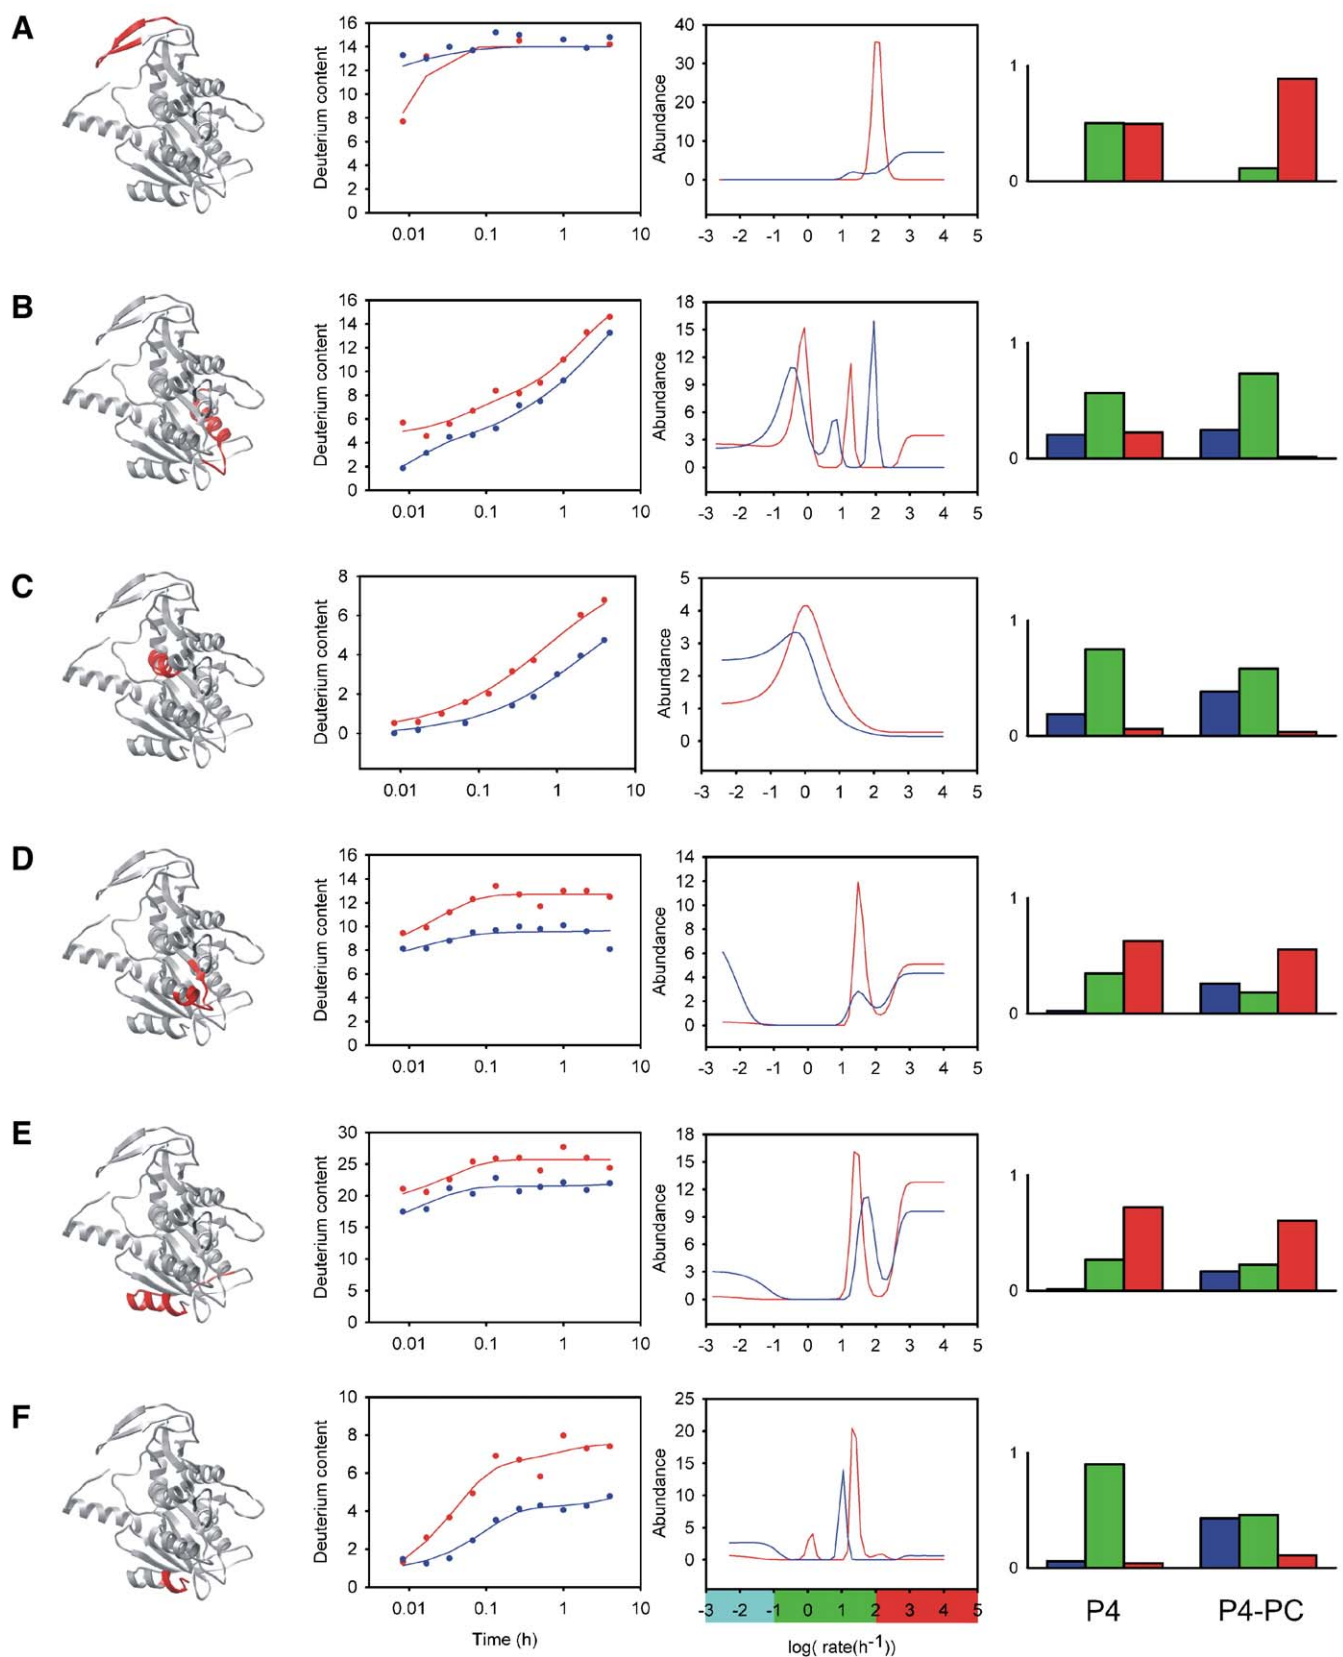 A
Deuterium content
16
14
12
10
8
6
4
2
0
0.01 0.1 1 10
Abundance
40
30
20
10
0
-3 -2 -1 0 1 2 3 4 5
1
0
B
Deuterium content
16
14
12
10
8
6
4
2
0
0.01 0.1 1 10
Abundance
18
15
12
9
6
3
0
-3 -2 -1 0 1 2 3 4 5
1
0
C
Deuterium content
8
6
4
2
0
0.01 0.1 1 10
Abundance
5
4
3
2
1
0
-3 -2 -1 0 1 2 3 4 5
1
0
D
Deuterium content
16
14
12
10
8
6
4
2
0
0.01 0.1 1 10
Abundance
14
12
10
8
6
4
2
0
-3 -2 -1 0 1 2 3 4 5
1
0
E
Deuterium content
30
25
20
15
10
5
0
0.01 0.1 1 10
Abundance
18
15
12
9
6
3
0
-3 -2 -1 0 1 2 3 4 5
1
0
F
Deuterium content
10
8
6
4
2
0
0.01 0.1 1 10
Time (h)
Abundance
25
20
15
10
5
0
-3 -2 -1 0 1 2 3 4 5
log( rate(h⁻¹))
1
0
P4 P4-PC